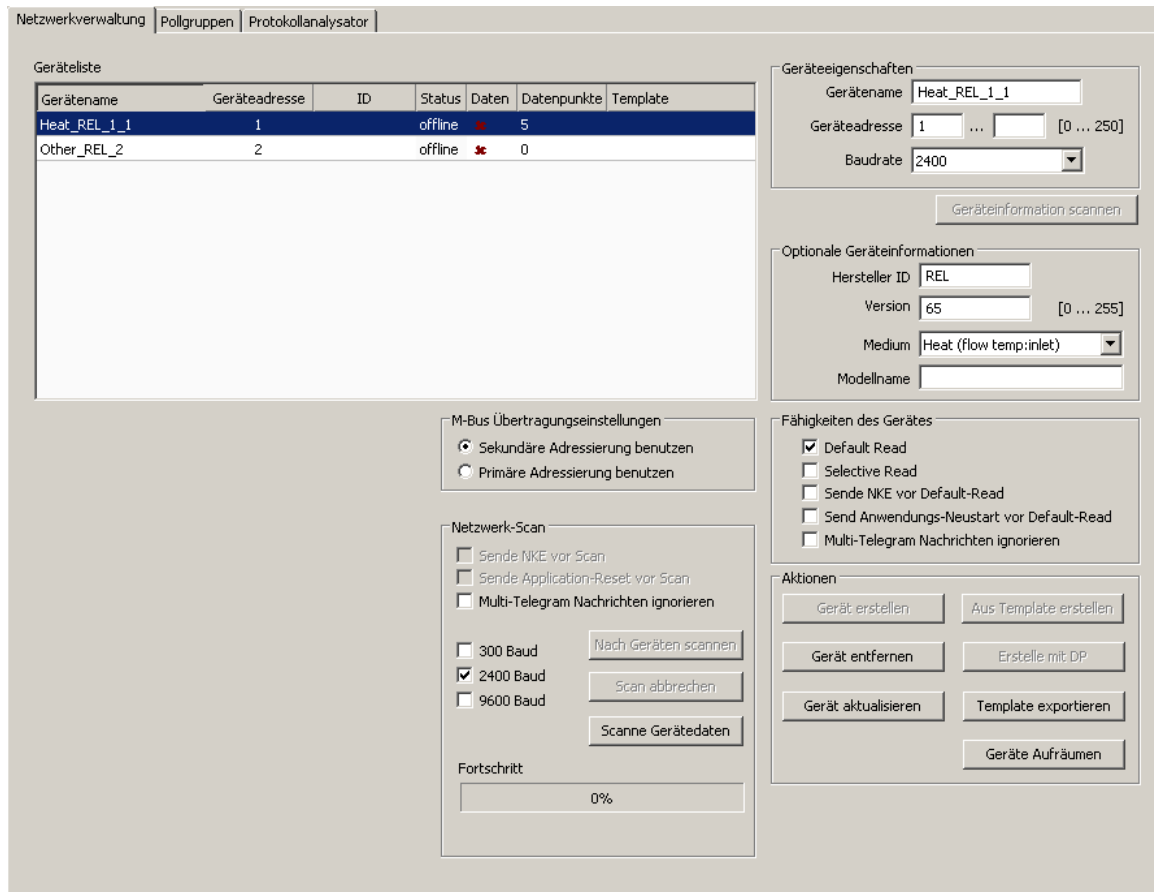 Netzwerkverwaltung Pollgruppen Protokollanalysator
Geräteliste
Gerätename Geräteadresse ID Status Daten Datenpunkte Template
Heat_REL_1_1 1 offline 5
Other_REL_2 2 offline 0
Geräteeigenschaften
Gerätename Heat_REL_1_1
Geräteadresse 1 ... [0 ... 250]
Baudrate 2400
Geräteinformation scannen
Optionale Geräteinformationen
Hersteller ID REL
Version 65 [0 ... 255]
Medium Heat (flow temp:inlet)
Modellname
M-Bus Übertragungseinstellungen
Sekundäre Adressierung benutzen
Primäre Adressierung benutzen
Fähigkeiten des Gerätes
Default Read
Selective Read
Sende NKE vor Default-Read
Send Anwendungs-Neustart vor Default-Read
Multi-Telegram Nachrichten ignorieren
Netzwerk-Scan
Sende NKE vor Scan
Sende Application-Reset vor Scan
Multi-Telegram Nachrichten ignorieren
300 Baud
2400 Baud
9600 Baud
Nach Geräten scannen
Scan abbrechen
Scanne Gerätedaten
Fortschritt
0%
Aktionen
Gerät erstellen Aus Template erstellen
Gerät entfernen Erstelle mit DP
Gerät aktualisieren Template exportieren
Geräte Aufräumen